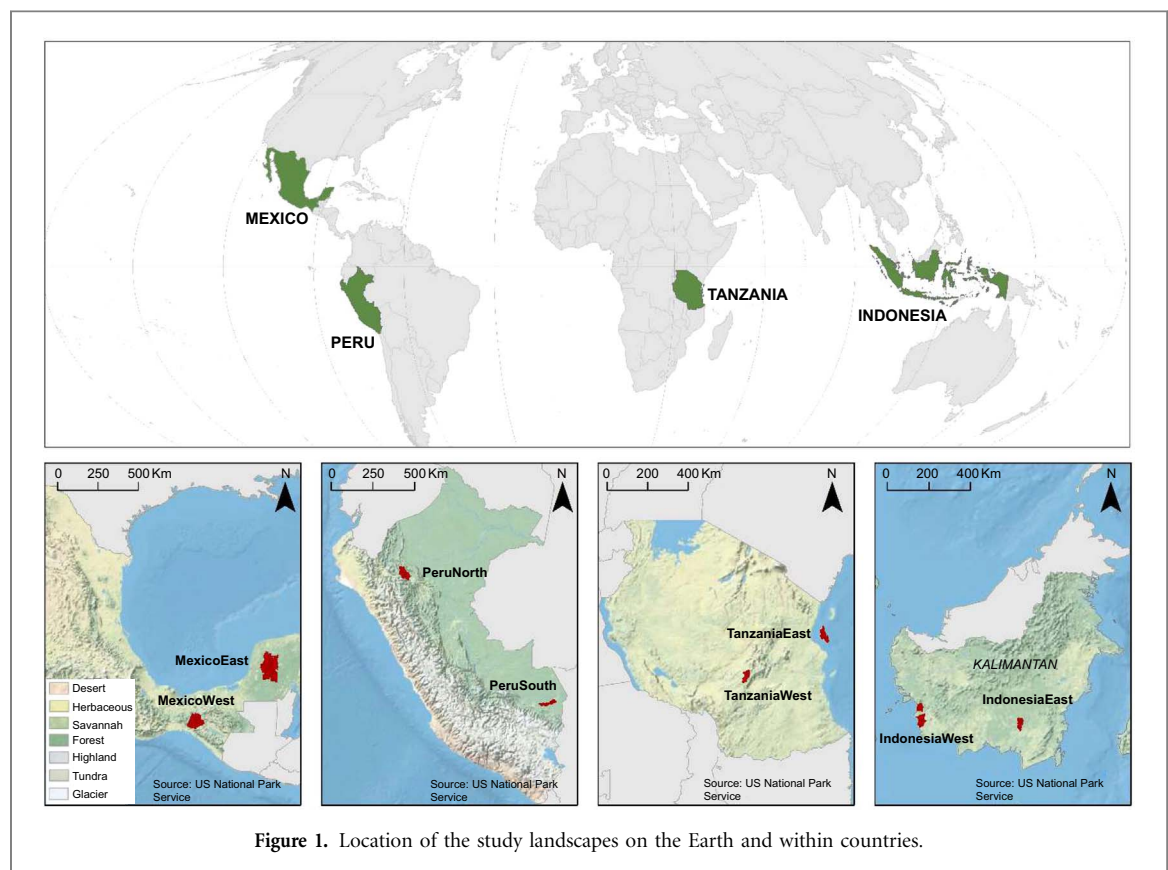 MEXICO
PERU
TANZANIA
INDONESIA
0 250 500 Km N
MexicoEast
MexicoWest
Desert
Herbaceous
Savannah
Forest
Highland
Tundra
Glacier
Source: US National Park
Service
0 250 500 Km N
PeruNorth
PeruSouth
Source: US National Park
Service
0 200 400 Km N
TanzaniaEast
TanzaniaWest
Source: US National Park
Service
0 200 400 Km N
KALIMANTAN
IndonesiaEast
IndonesiaWest
Source: US National Park
Service
Figure 1. Location of the study landscapes on the Earth and within countries.